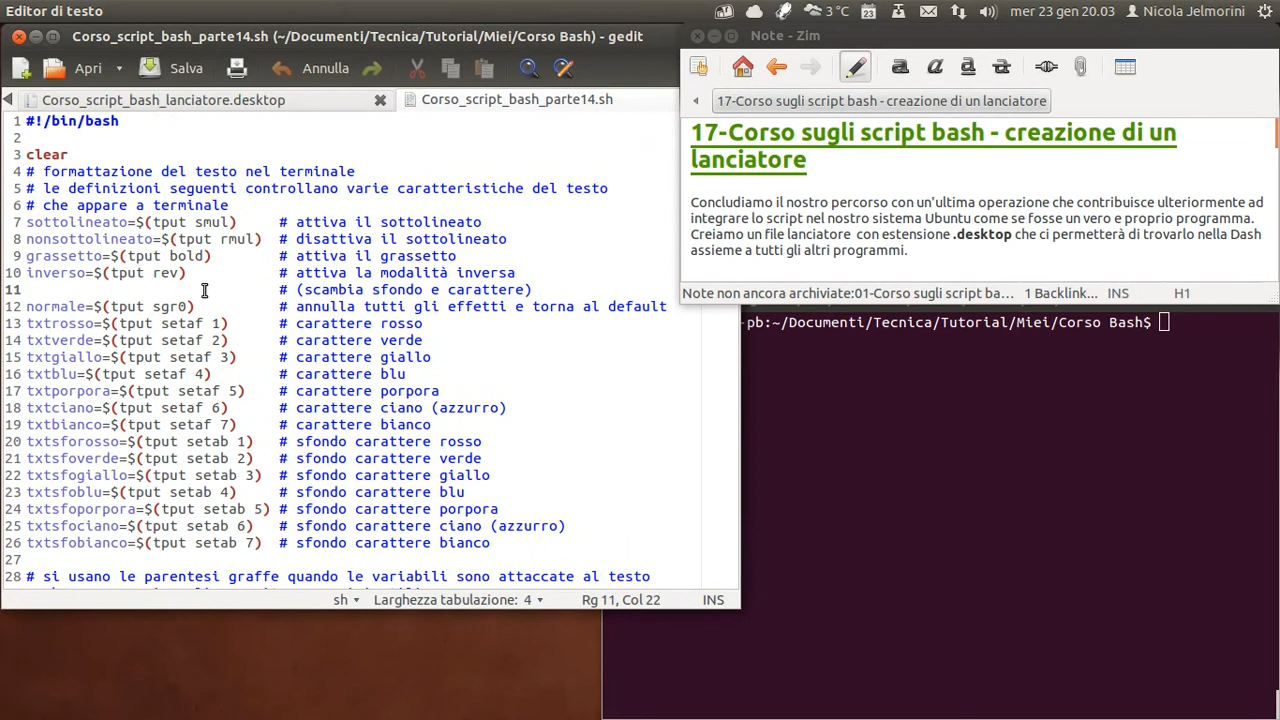 Editor di testo
3 °C
mer 23 gen 20.03
Nicola Jelmorini
Corso_script_bash_parte14.sh (~/Documenti/Tecnica/Tutorial/Miei/Corso Bash) - gedit
Apri
Salva
Annulla
Corso_script_bash_lanciatore.desktop
Corso_script_bash_parte14.sh
1 #!/bin/bash
2
3 clear
4 # formattazione del testo nel terminale
5 # le definizioni seguenti controllano varie caratteristiche del testo
6 # che appare a terminale
7 sottolineato=$(tput smul) # attiva il sottolineato
8 nonsottolineato=$(tput rmul) # disattiva il sottolineato
9 grassetto=$(tput bold) # attiva il grassetto
10 inverso=$(tput rev) # attiva la modalità inversa
11 # (scambia sfondo e carattere)
12 normale=$(tput sgr0) # annulla tutti gli effetti e torna al default
13 txtrosso=$(tput setaf 1) # carattere rosso
14 txtverde=$(tput setaf 2) # carattere verde
15 txtgiallo=$(tput setaf 3) # carattere giallo
16 txtblu=$(tput setaf 4) # carattere blu
17 txtporpora=$(tput setaf 5) # carattere porpora
18 txtciano=$(tput setaf 6) # carattere ciano (azzurro)
19 txtbianco=$(tput setaf 7) # carattere bianco
20 txtsforosso=$(tput setab 1) # sfondo carattere rosso
21 txtsfoverde=$(tput setab 2) # sfondo carattere verde
22 txtsfogiallo=$(tput setab 3) # sfondo carattere giallo
23 txtsfoblu=$(tput setab 4) # sfondo carattere blu
24 txtsfoporpora=$(tput setab 5) # sfondo carattere porpora
25 txtsfociano=$(tput setab 6) # sfondo carattere ciano (azzurro)
26 txtsfobianco=$(tput setab 7) # sfondo carattere bianco
27
28 # si usano le parentesi graffe quando le variabili sono attaccate al testo
sh Larghezza tabulazione: 4 Rg 11, Col 22 INS
Note - Zim
17-Corso sugli script bash - creazione di un lanciatore
17-Corso sugli script bash - creazione di un
lanciatore
Concludiamo il nostro percorso con un'ultima operazione che contribuisce ulteriormente ad
integrare lo script nel nostro sistema Ubuntu come se fosse un vero e proprio programma.
Creiamo un file lanciatore con estensione .desktop che ci permetterà di trovarlo nella Dash
assieme a tutti gli altri programmi.
Note non ancora archiviate:01-Corso sugli script ba... 1 Backlink... INS H1
-pb:~/Documenti/Tecnica/Tutorial/Miei/Corso Bash$